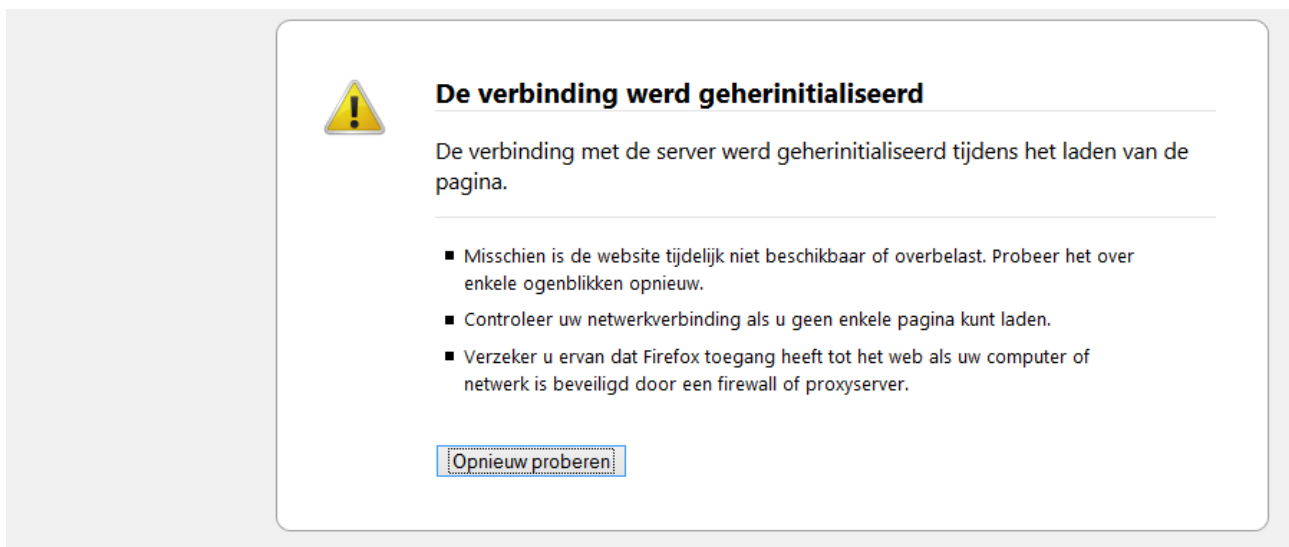 De verbinding werd geherinitialiseerd
De verbinding met de server werd geherinitialiseerd tijdens het laden van de
pagina.
Misschien is de website tijdelijk niet beschikbaar of overbelast. Probeer het over
enkele ogenblikken opnieuw.
Controleer uw netwerkverbinding als u geen enkele pagina kunt laden.
Verzeker u ervan dat Firefox toegang heeft tot het web als uw computer of
netwerk is beveiligd door een firewall of proxyserver.
Opnieuw proberen